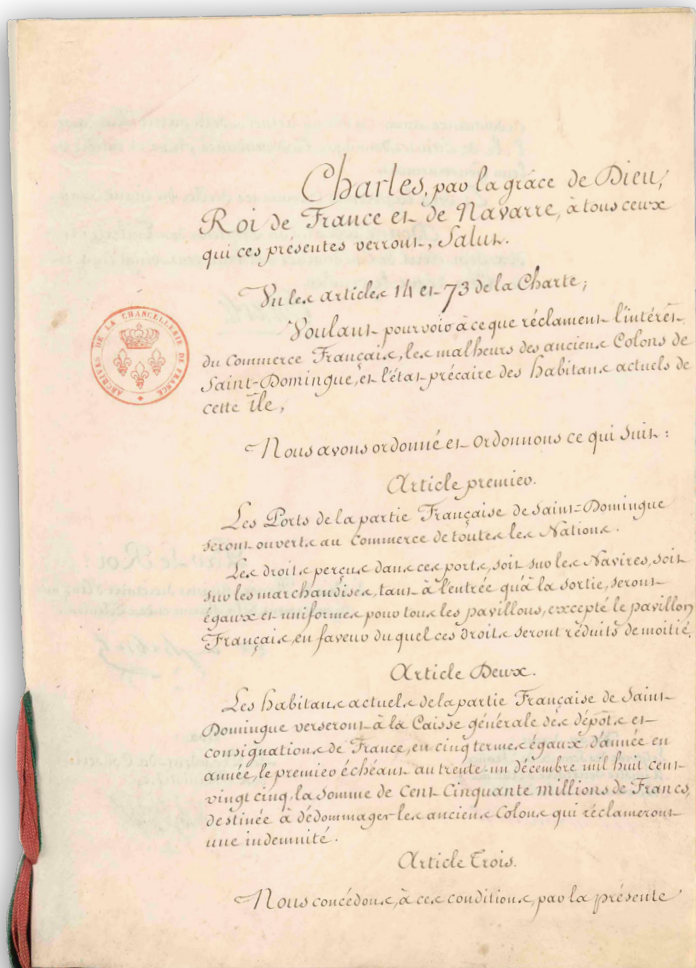 Charles, par la grâce de Dieu,
Roi de France et de Navarre, à tous ceux
qui ces présentes verront, Salut.
Vu les articles 14 et 73 de la Charte;
Voulant pourvoir à ce que réclament l'intérêt
du Commerce Français, les malheurs des anciens Colons de
Saint-Domingue, et l'état précaire des habitans actuels de
cette île;
Nous avons ordonné et ordonnons ce qui suit:
Article premier.
Les Ports de la partie Française de Saint-Domingue
seront ouverts au Commerce de toutes les Nations.
Les droits perçus dans ces ports, soit sur les Navires, soit
sur les marchandises, tant à l'entrée qu'à la sortie, seront
égaux et uniformes pour tous les pavillons, excepté le pavillon
Français, en faveur du quel ces droits seront réduits de moitié.
Article Deux.
Les habitans actuels de la partie Française de Saint-
Domingue verseront à la Caisse générale des dépôts et
consignations de France, en cinq termes égaux d'année en
année, le premier échéant au trente-un décembre mil huit cent
vingt cinq, la Somme de Cent Cinquante millions de Francs,
destinée à dédommager les anciens Colons qui réclameront
une indemnité.
Article Trois.
Nous concédons, à ces conditions, par la présente
ARCHIVES DE LA CHANCELLERIE DE FRANCE